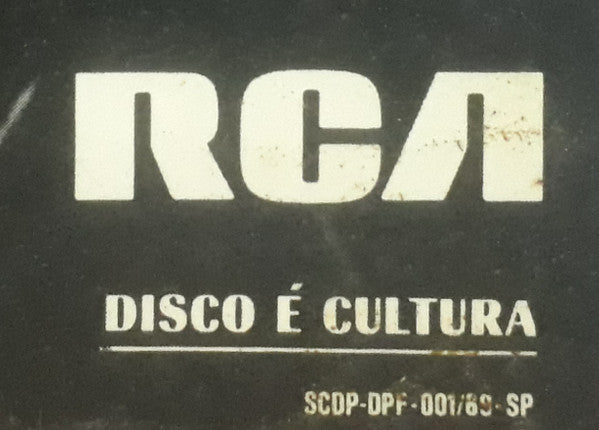 RCA
DISCO É CULTURA
SCDP-DPF-001/69-SP